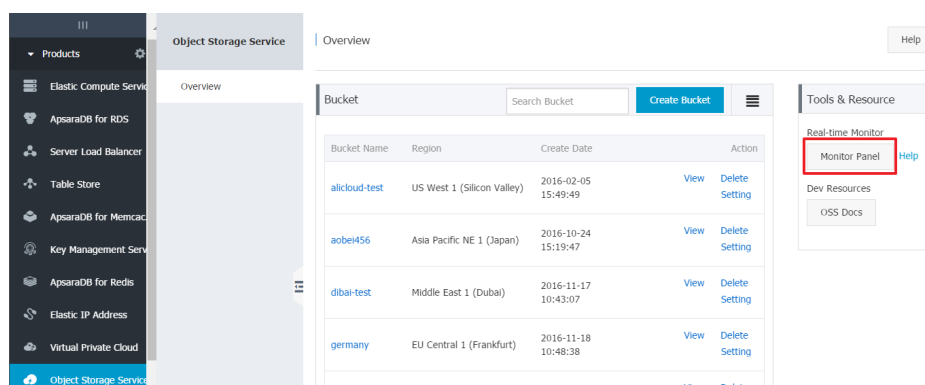 Products
Elastic Compute Servic
ApsaraDB for RDS
Server Load Balancer
Table Store
ApsaraDB for Memcac.
Key Management Serv
ApsaraDB for Redis
Elastic IP Address
Virtual Private Cloud
Object Storage Service
Object Storage Service
Overview
Overview
Help
Bucket
Search Bucket
Create Bucket
Bucket Name Region Create Date Action
alicloud-test US West 1 (Silicon Valley) 2016-02-05 View Delete
15:49:49 Setting
aobei456 Asia Pacific NE 1 (Japan) 2016-10-24 View Delete
15:19:47 Setting
dibai-test Middle East 1 (Dubai) 2016-11-17 View Delete
10:43:07 Setting
germany EU Central 1 (Frankfurt) 2016-11-18 View Delete
10:48:38 Setting
Tools & Resource
Real-time Monitor
Monitor Panel Help
Dev Resources
OSS Docs